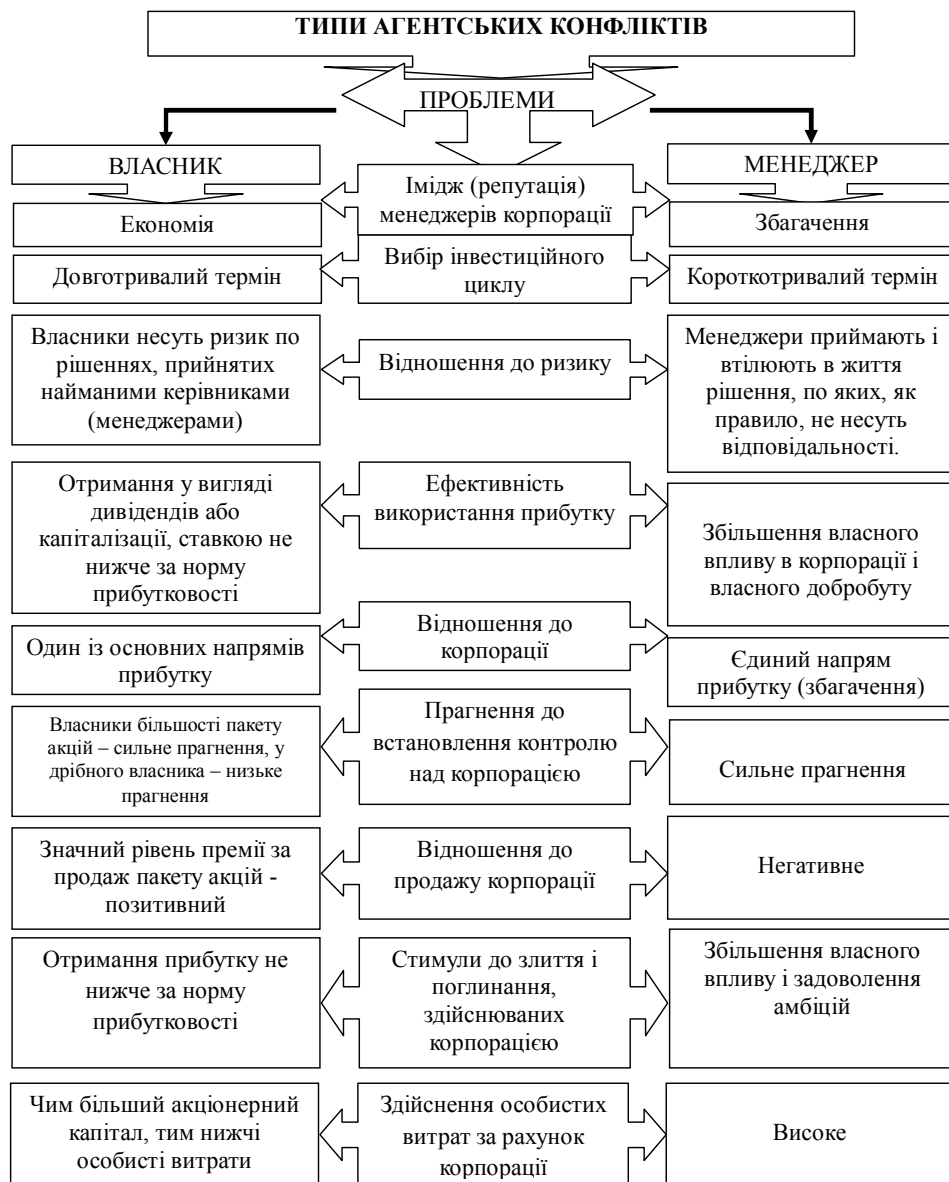 ТИПИ АГЕНТСЬКИХ КОНФЛІКТІВ
ПРОБЛЕМИ
ВЛАСНИК
МЕНЕДЖЕР
Економія
Імідж (репутація)
менеджерів корпорації
Збагачення
Довготривалий термін
Вибір інвестиційного
циклу
Короткотривалий термін
Власники несуть ризик по
рішеннях, прийнятих
найманими керівниками
(менеджерами)
Відношення до ризику
Менеджери приймають і
втілюють в життя
рішення, по яких, як
правило, не несуть
відповідальності.
Отримання у вигляді
дивідендів або
капіталізації, ставкою не
нижче за норму
прибутковості
Ефективність
використання прибутку
Збільшення власного
впливу в корпорації і
власного добробуту
Один із основних напрямів
прибутку
Відношення до
корпорації
Єдиний напрям
прибутку (збагачення)
Власники більшості пакету
акцій – сильне прагнення, у
дрібного власника – низьке
прагнення
Прагнення до
встановлення контролю
над корпорацією
Сильне прагнення
Значний рівень премії за
продаж пакету акцій -
позитивний
Відношення до
продажу корпорації
Негативне
Отримання прибутку не
нижче за норму
прибутковості
Стимули до злиття і
поглинання,
здійснюваних
корпорацією
Збільшення власного
впливу і задоволення
амбіцій
Чим більший акціонерний
капітал, тим нижчі
особисті витрати
Здійснення особистих
витрат за рахунок
корпорації
Високе